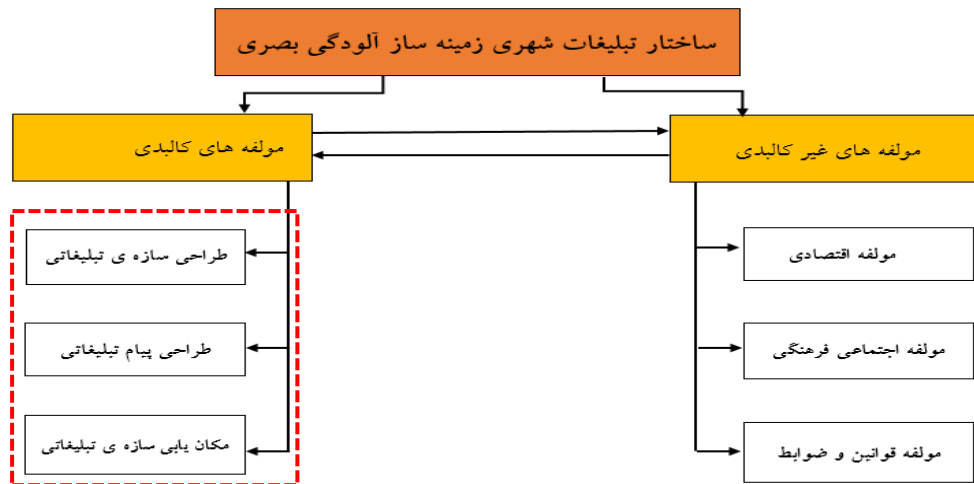 ساختار تبلیغات شهری زمینه ساز آلودگی بصری
مولفه های غیر کالبدی
مولفه های کالبدی
مولفه اقتصادی
مولفه اجتماعی فرهنگی
مولفه قوانین و ضوابط
طراحی سازه ی تبلیغاتی
طراحی پیام تبلیغاتی
مکان یابی سازه ی تبلیغاتی